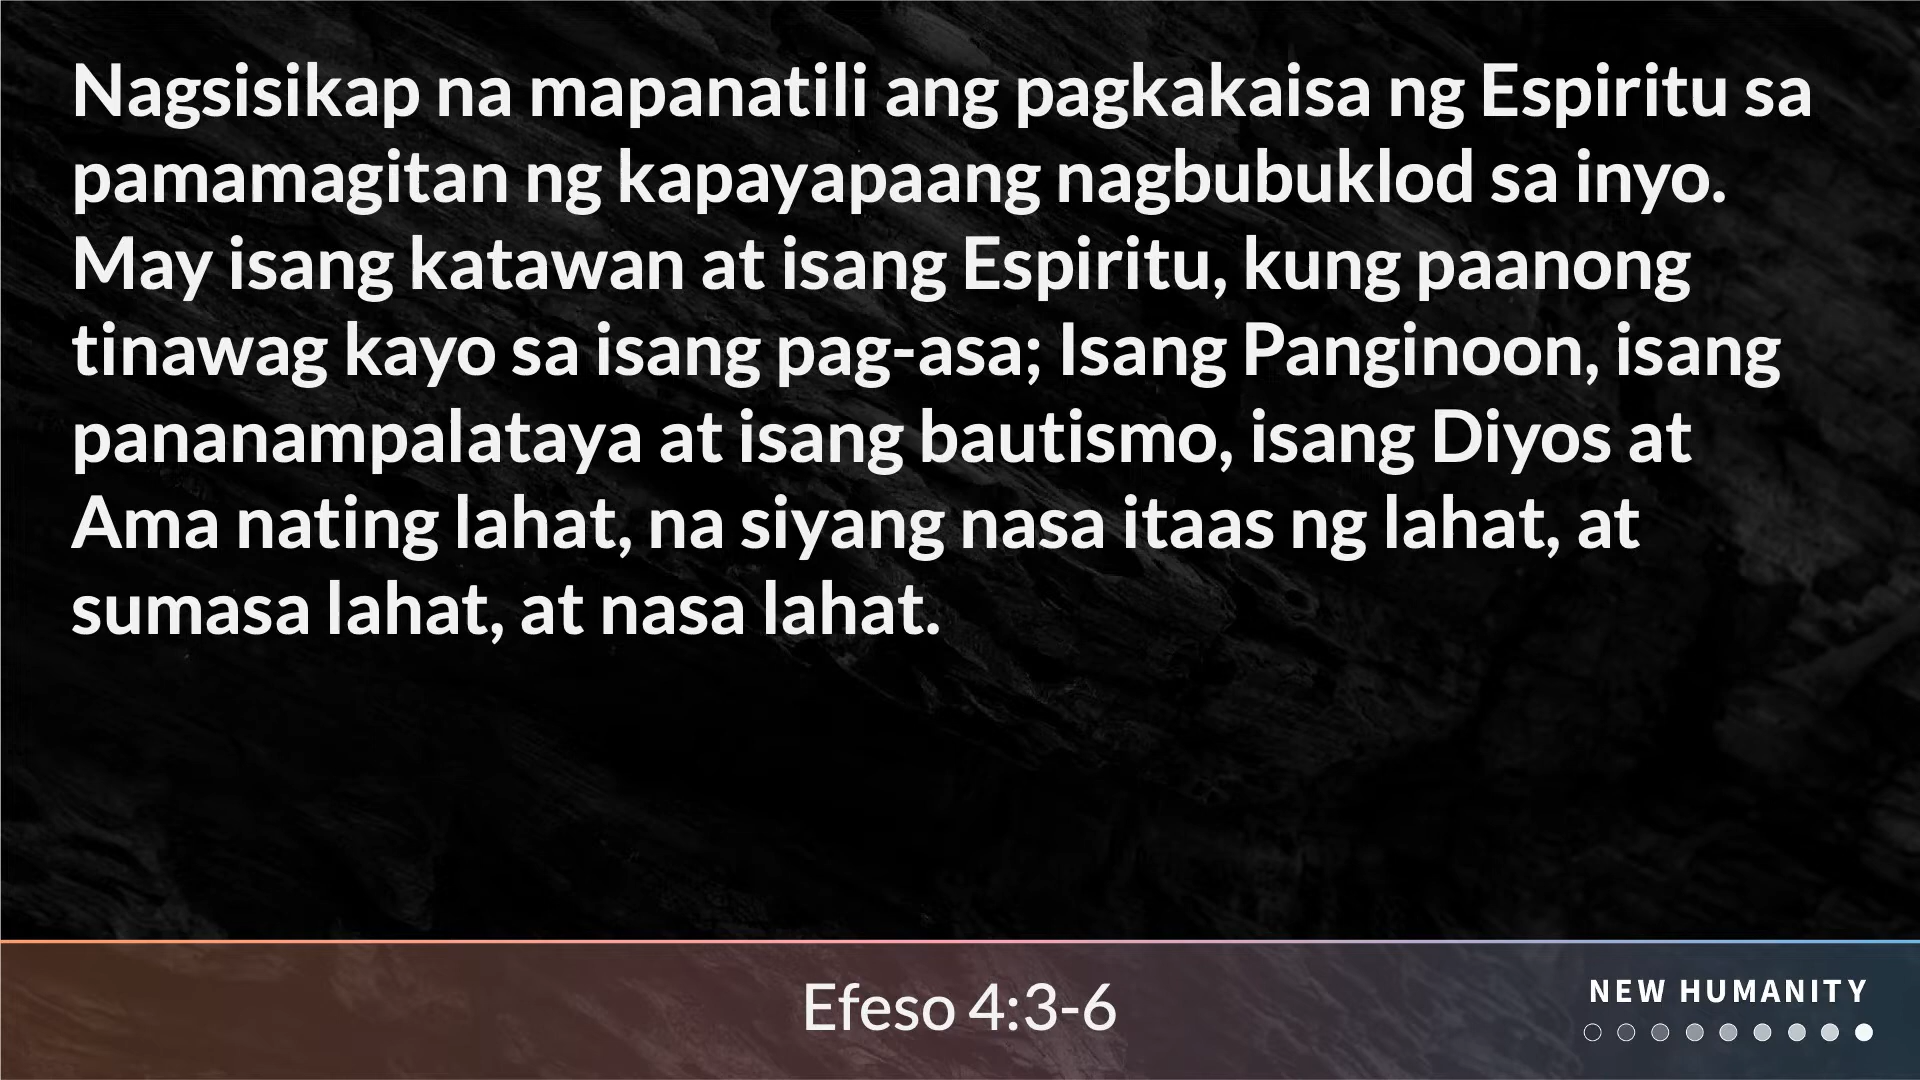 Nagsisikap na mapanatili ang pagkakaisa ng Espiritu sa
pamamagitan ng kapayapaang nagbubuklod sa inyo.
May isang katawan at isang Espiritu, kung paanong
tinawag kayo sa isang pag-asa; Isang Panginoon, isang
pananampalataya at isang bautismo, isang Diyos at
Ama nating lahat, na siyang nasa itaas ng lahat, at
sumasa lahat, at nasa lahat.
Efeso 4:3-6
NEW HUMANITY